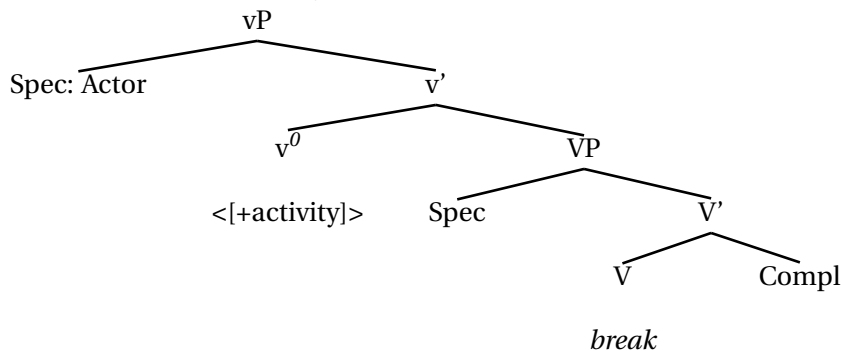 vP
Spec: Actor v’
v⁰ VP
<[+activity]> Spec V’
V Compl
break